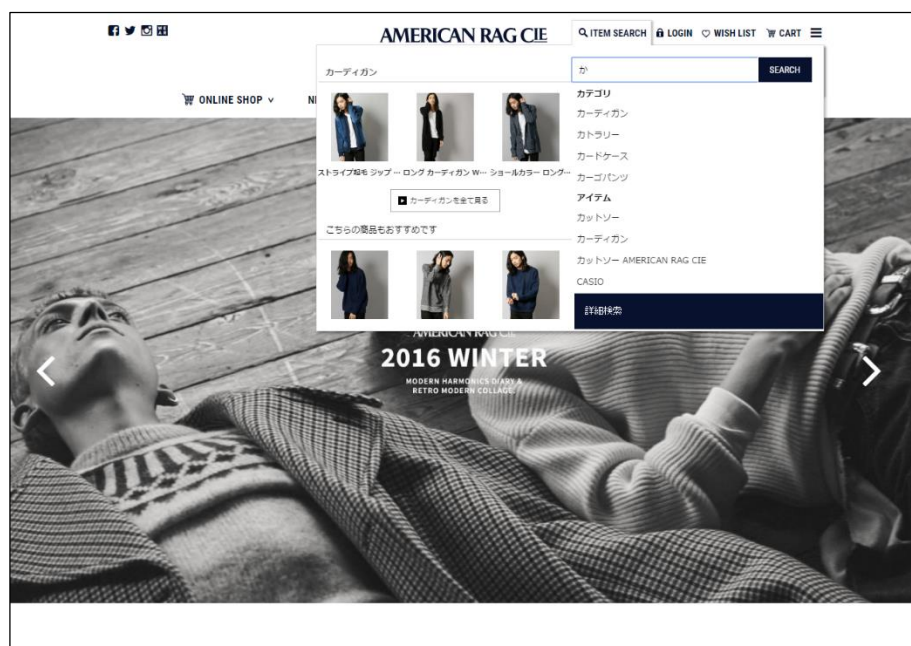 AMERICAN RAG CIE
ITEM SEARCH
LOGIN
WISH LIST
CART
か
SEARCH
カテゴリ
カーディガン
カトラリー
カードケース
カーゴパンツ
アイテム
カットソー
カーディガン
カットソー AMERICAN RAG CIE
CASIO
詳細検索
カーディガン
ストライプ起毛 ジップ …
ロング カーディガン W…
ショールカラー ロング…
カーディガンを全て見る
こちらの商品もおすすめです
ONLINE SHOP
AMERICAN RAG CIE
2016 WINTER
MODERN HARMONICS DIARY &
RETRO MODERN COLLAGE.